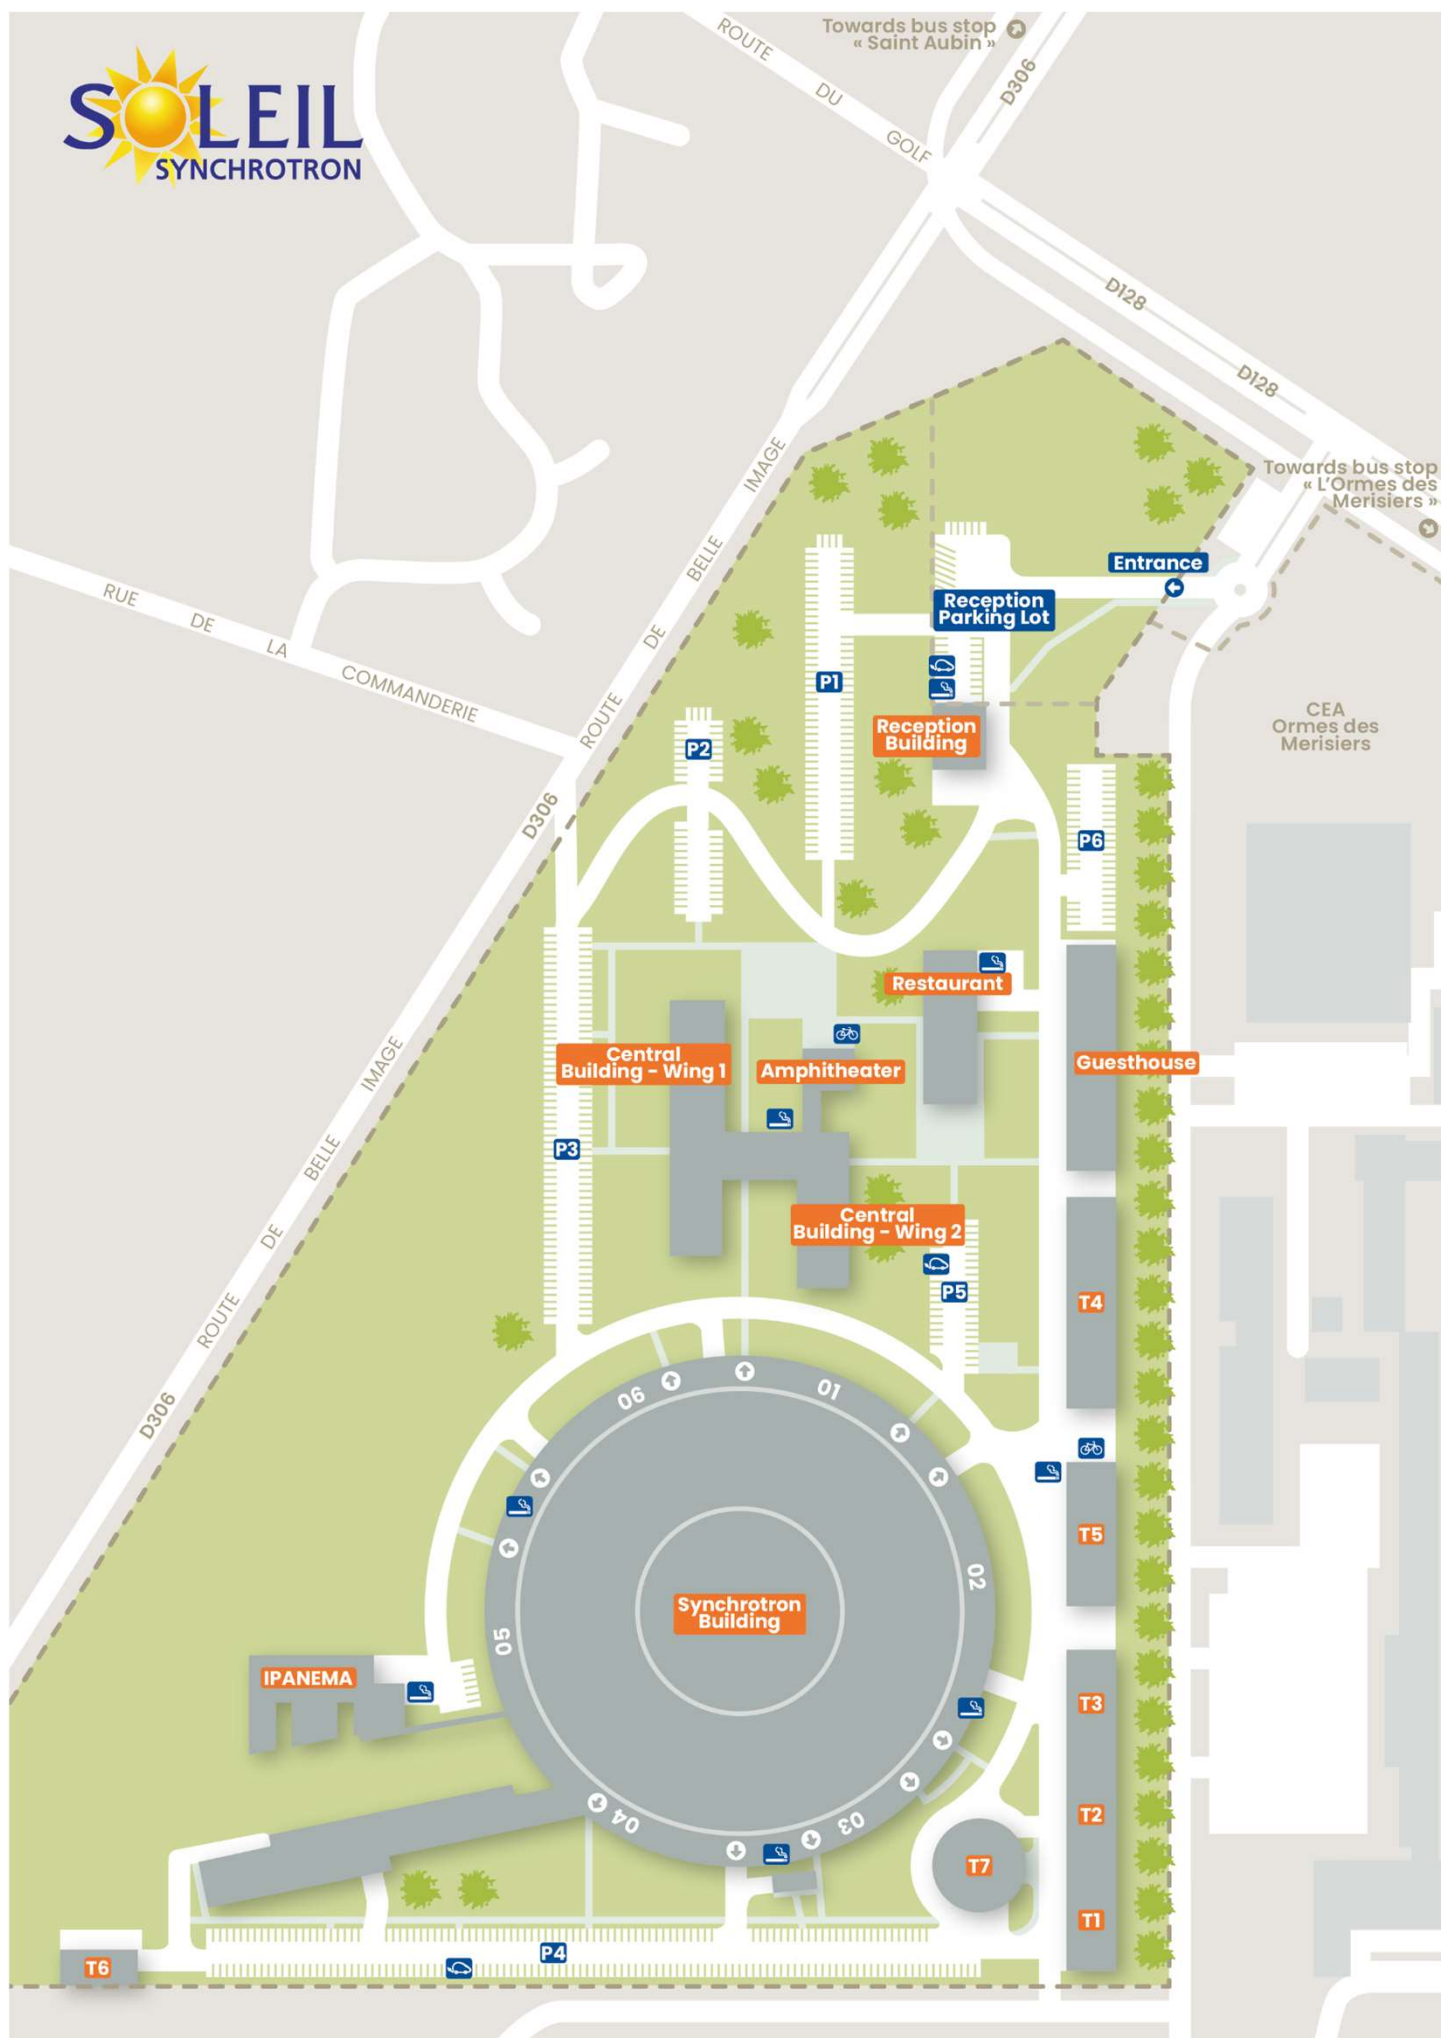 SOLEIL
SYNCHROTRON
Towards bus stop
« Saint Aubin »
ROUTE DU GOLF
D306
D128
D128
Towards bus stop
« L'Ormes des
Merisiers »
ROUTE DE BELLE IMAGE
Entrance
Reception
Parking Lot
RUE DE LA COMMANDERIE
P1
CEA
Ormes des
Merisiers
Reception
Building
P2
D306
P6
Restaurant
Central
Building - Wing 1
Amphitheater
Guesthouse
ROUTE DE BELLE IMAGE
P3
Central
Building - Wing 2
P5
T4
D306
06
01
T5
02
Synchrotron
Building
05
IPANEMA
T3
T2
04
03
T7
T1
P4
T6